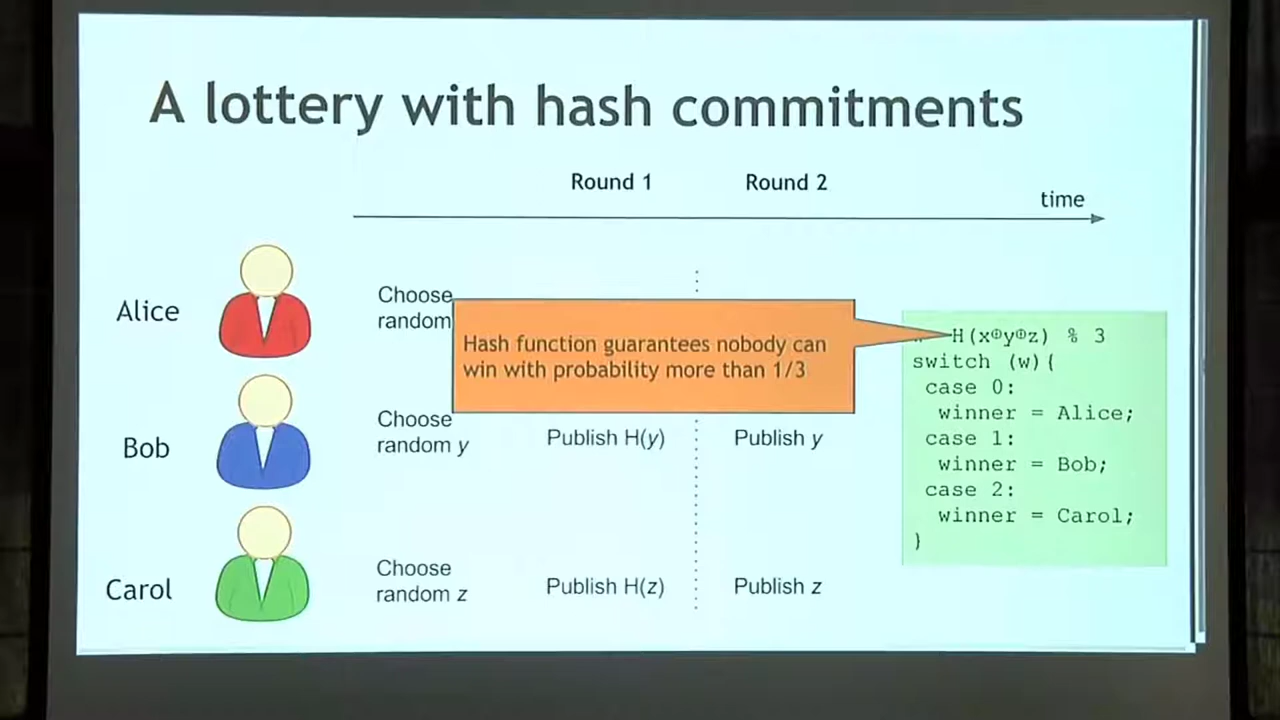 A lottery with hash commitments
Round 1
Round 2
time
Alice
Choose
random
Hash function guarantees nobody can
win with probability more than 1/3
H(x⊕y⊕z) % 3
switch (w){
case 0:
winner = Alice;
case 1:
winner = Bob;
case 2:
winner = Carol;
}
Bob
Choose
random y
Publish H(y)
Publish y
Carol
Choose
random z
Publish H(z)
Publish z